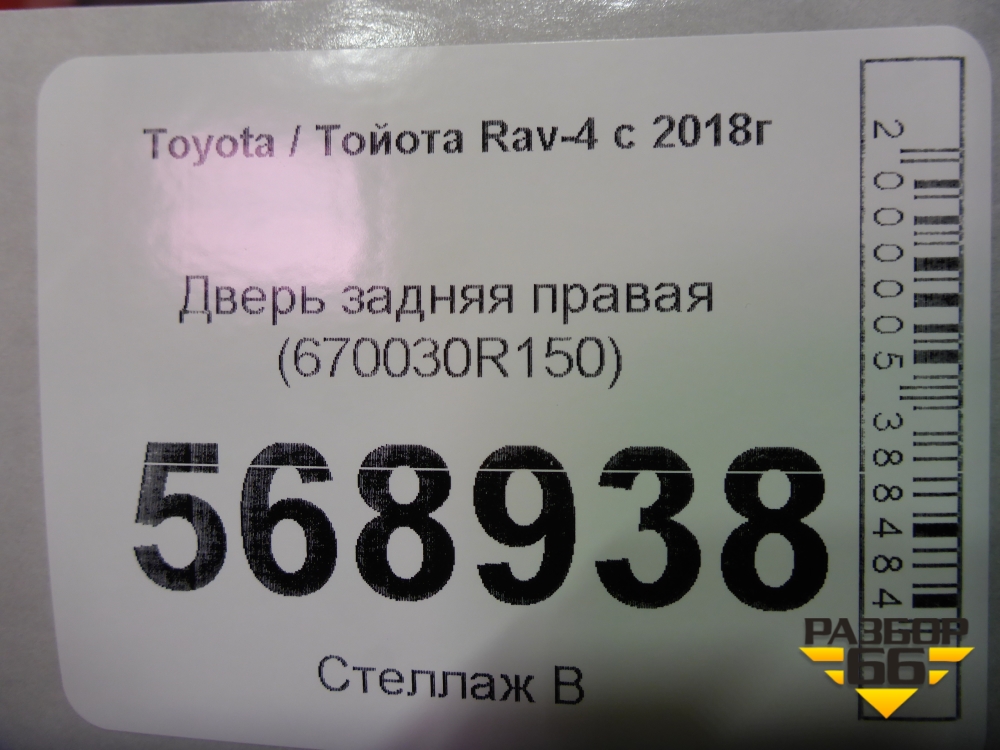 Toyota / Тойота Rav-4 с 2018г
Дверь задняя правая
(670030R150)
568938
Стеллаж В
2000005388484
РАЗБОР
66